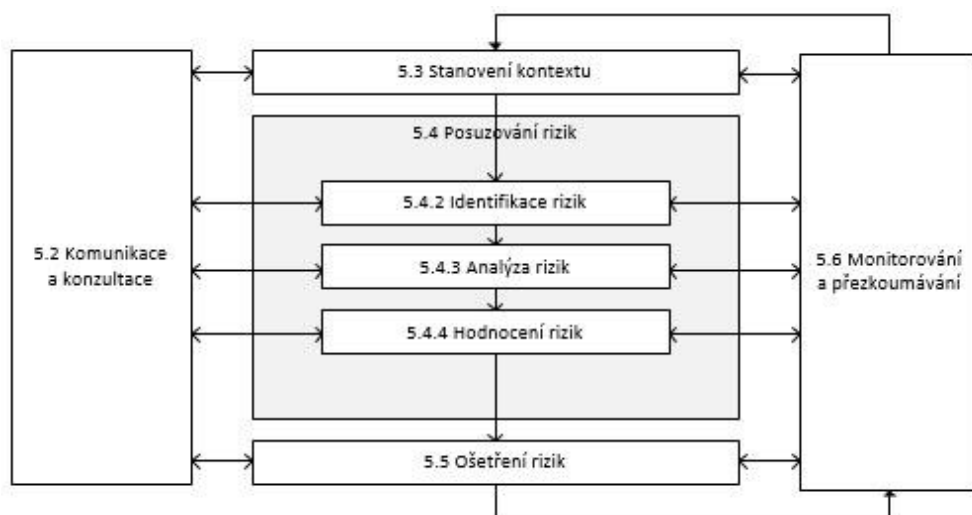 5.3 Stanovení kontextu
5.4 Posuzování rizik
5.4.2 Identifikace rizik
5.2 Komunikace
a konzultace
5.4.3 Analýza rizik
5.6 Monitorování
a přezkoumávání
5.4.4 Hodnocení rizik
5.5 Ošetření rizik